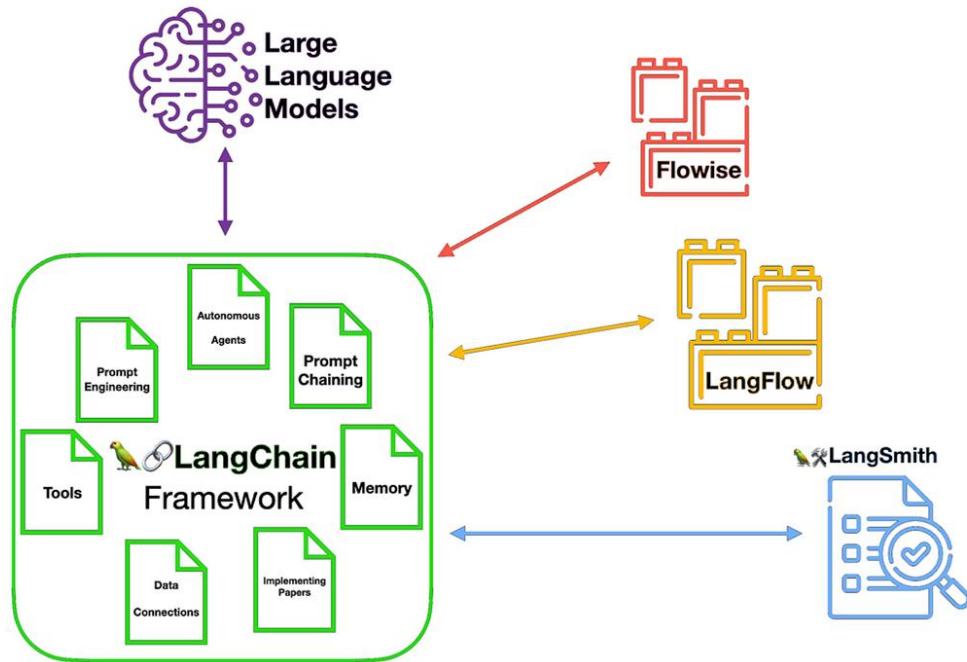 Large
Language
Models
Flowise
LangFlow
LangSmith
Autonomous
Agents
Prompt
Engineering
Prompt
Chaining
LangChain
Framework
Tools
Memory
Data
Connections
Implementing
Papers